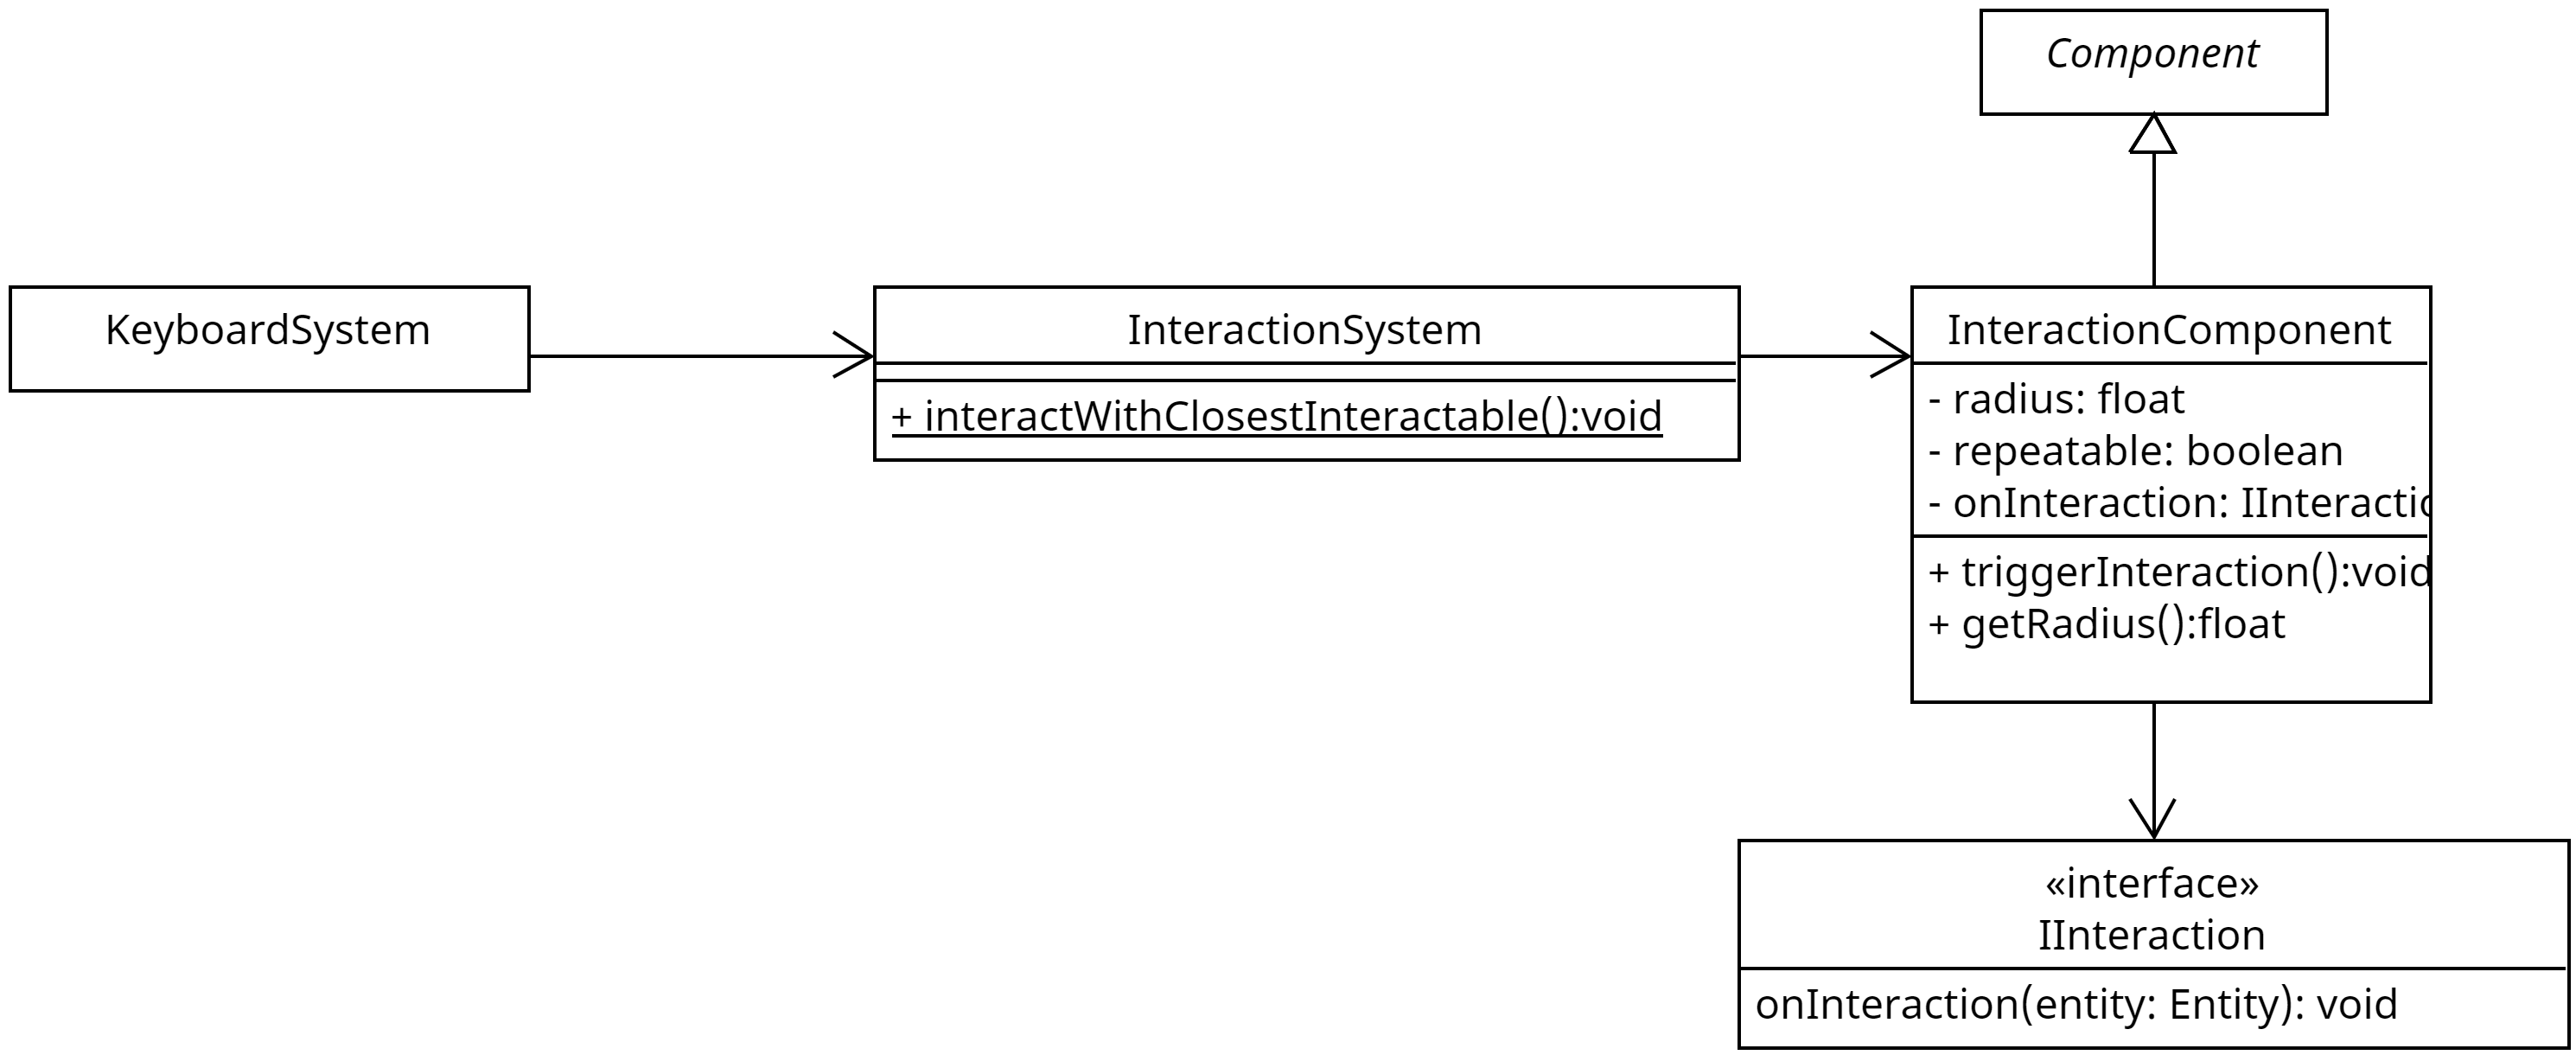 Component
KeyboardSystem
InteractionSystem
+ interactWithClosestInteractable():void
InteractionComponent
- radius: float
- repeatable: boolean
- onInteraction: IInteractic
+ triggerInteraction():void
+ getRadius():float
«interface»
IInteraction
onInteraction(entity: Entity): void